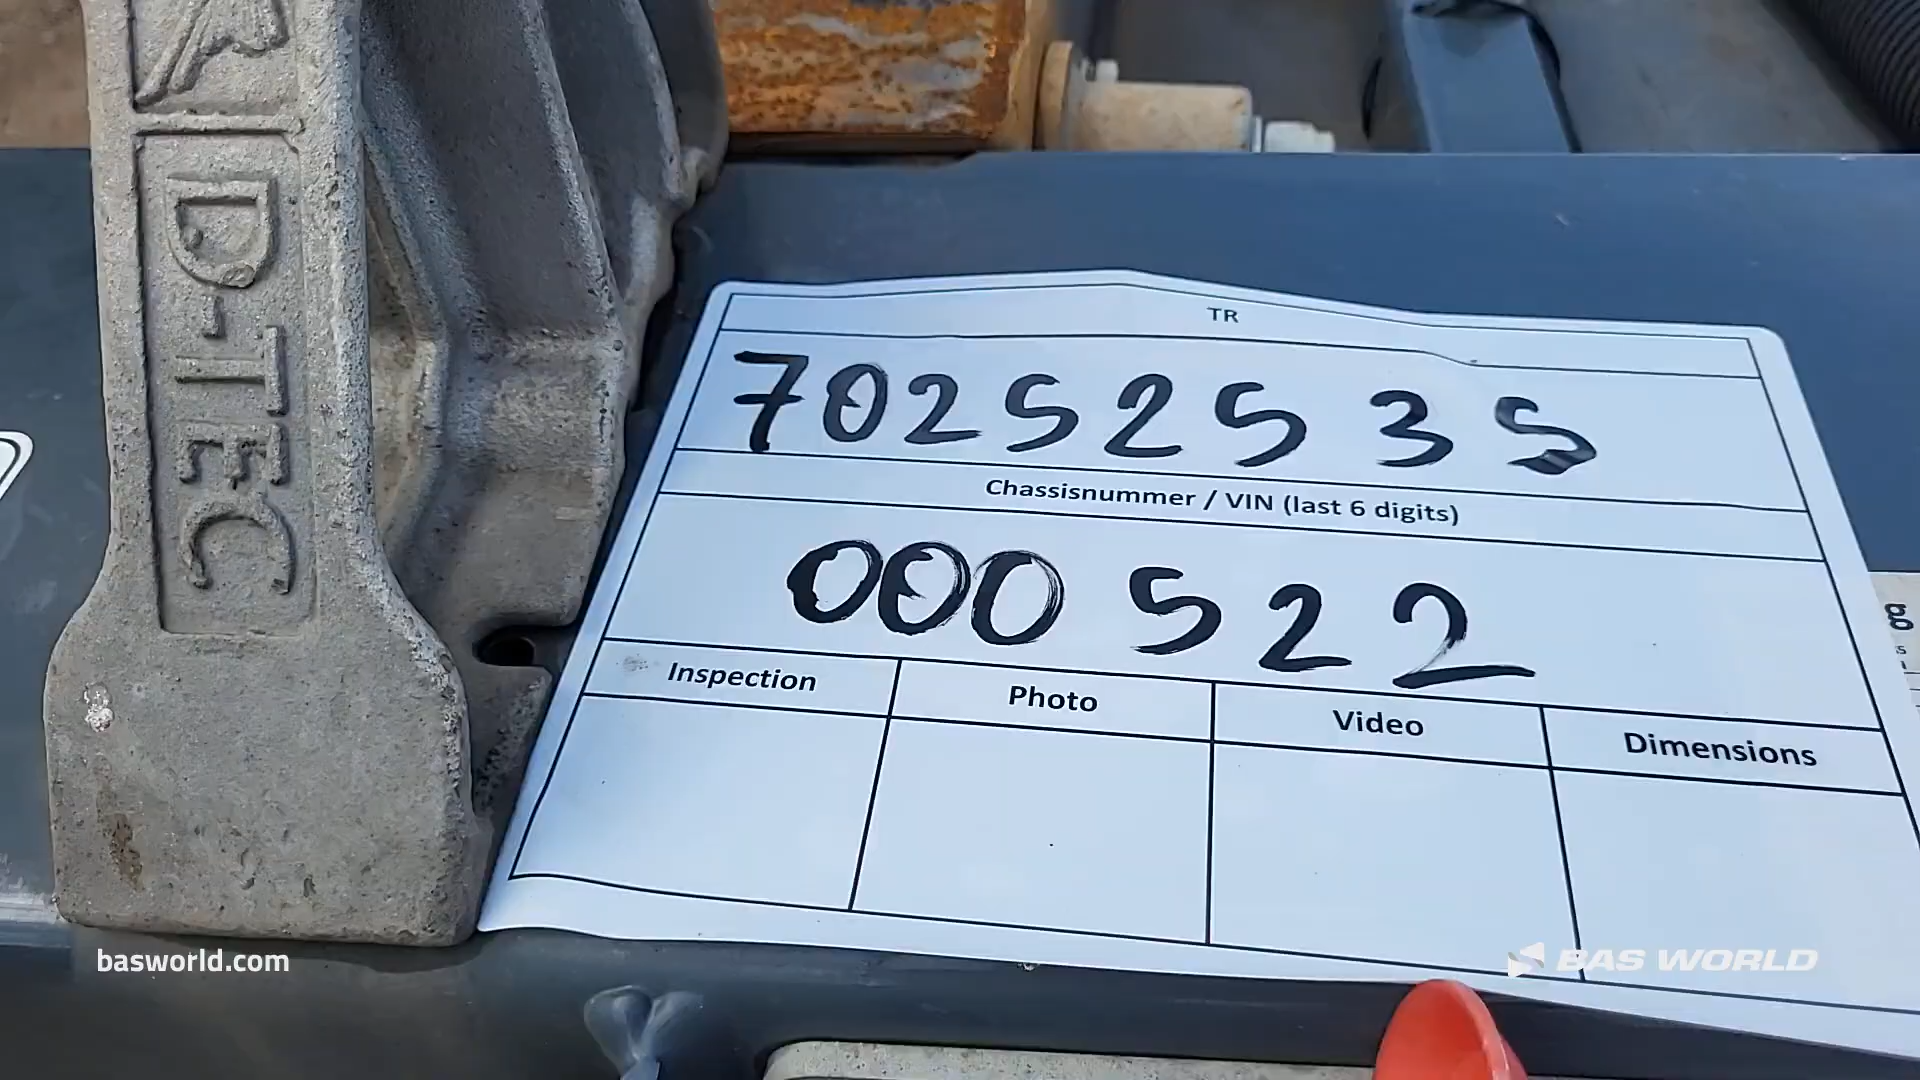 D-TEC
TR
70252535
Chassisnummer / VIN (last 6 digits)
000522
Inspection Photo Video Dimensions
g
basworld.com
BAS WORLD